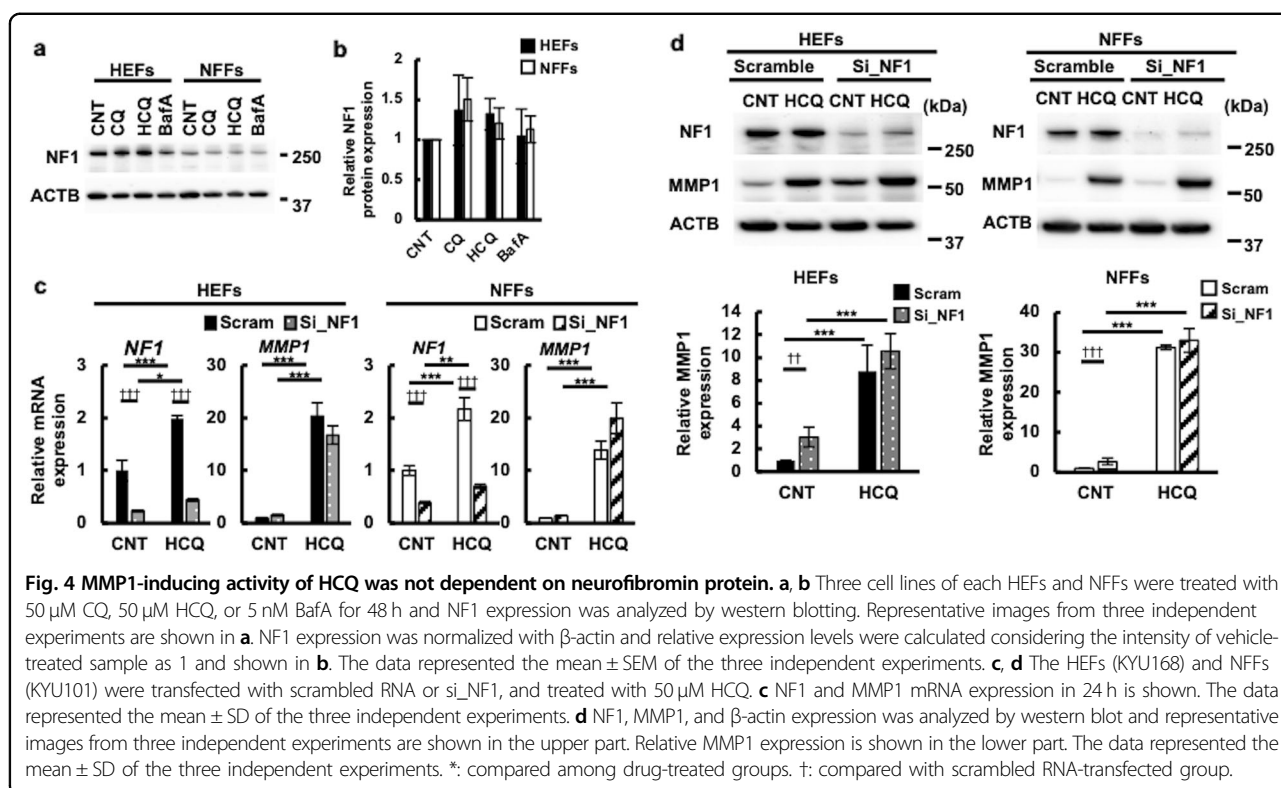 a
HEFs NFFs
CNT CQ HCQ BafA CNT CQ HCQ BafA
NF1 - 250
ACTB
- 37
b
HEFs
NFFs
Relative NF1 protein expression
2
1.5
1
0.5
0
CNT CQ HCQ BafA
c
HEFs NFFs
Scram Si_NF1 Scram Si_NF1
NF1 MMP1 NF1 MMP1
Relative mRNA expression
3 30 3 30
2 20 2 20
1 10 1 10
0 0 0 0
*** * ††† †††
*** ***
** *** ††† †††
*** ***
CNT HCQ CNT HCQ CNT HCQ CNT HCQ
d
HEFs NFFs
Scramble Si_NF1 Scramble Si_NF1
CNT HCQ CNT HCQ (kDa) CNT HCQ CNT HCQ (kDa)
NF1 NF1
250 250
MMP1 MMP1
50 50
ACTB ACTB
37 37
HEFs
Scram
Si_NF1
Relative MMP1 expression
14
12
10
8
6
4
2
0
***
***
††
CNT HCQ
NFFs
Scram
Si_NF1
Relative MMP1 expression
40
30
20
10
0
***
***
†††
CNT HCQ
Fig. 4 MMP1-inducing activity of HCQ was not dependent on neurofibromin protein. a, b Three cell lines of each HEFs and NFFs were treated with
50 μM CQ, 50 μM HCQ, or 5 nM BafA for 48 h and NF1 expression was analyzed by western blotting. Representative images from three independent
experiments are shown in a. NF1 expression was normalized with β-actin and relative expression levels were calculated considering the intensity of vehicle-
treated sample as 1 and shown in b. The data represented the mean ± SEM of the three independent experiments. c, d The HEFs (KYU168) and NFFs
(KYU101) were transfected with scrambled RNA or si_NF1, and treated with 50 μM HCQ. c NF1 and MMP1 mRNA expression in 24 h is shown. The data
represented the mean ± SD of the three independent experiments. d NF1, MMP1, and β-actin expression was analyzed by western blot and representative
images from three independent experiments are shown in the upper part. Relative MMP1 expression is shown in the lower part. The data represented the
mean ± SD of the three independent experiments. *: compared among drug-treated groups. †: compared with scrambled RNA-transfected group.